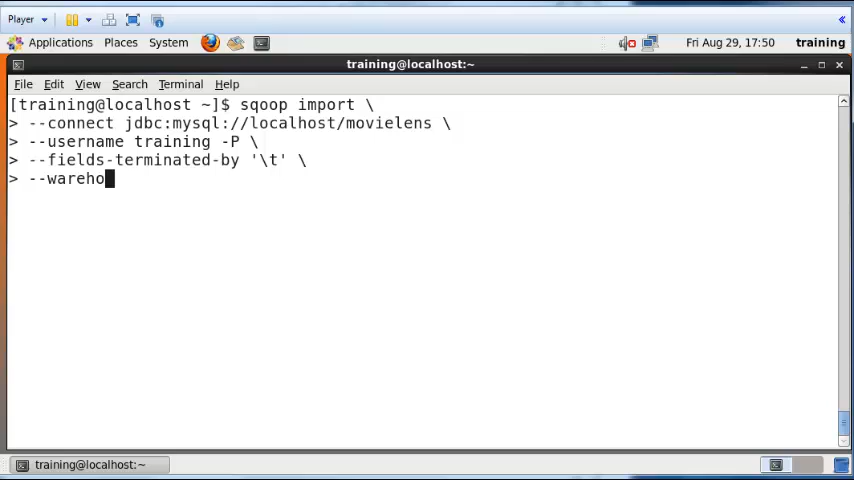 Player
Applications Places System Fri Aug 29, 17:50 training
training@localhost:~
File Edit View Search Terminal Help
[training@localhost ~]$ sqoop import \
> --connect jdbc:mysql://localhost/movielens \
> --username training -P \
> --fields-terminated-by '\t' \
> --wareho
training@localhost:~